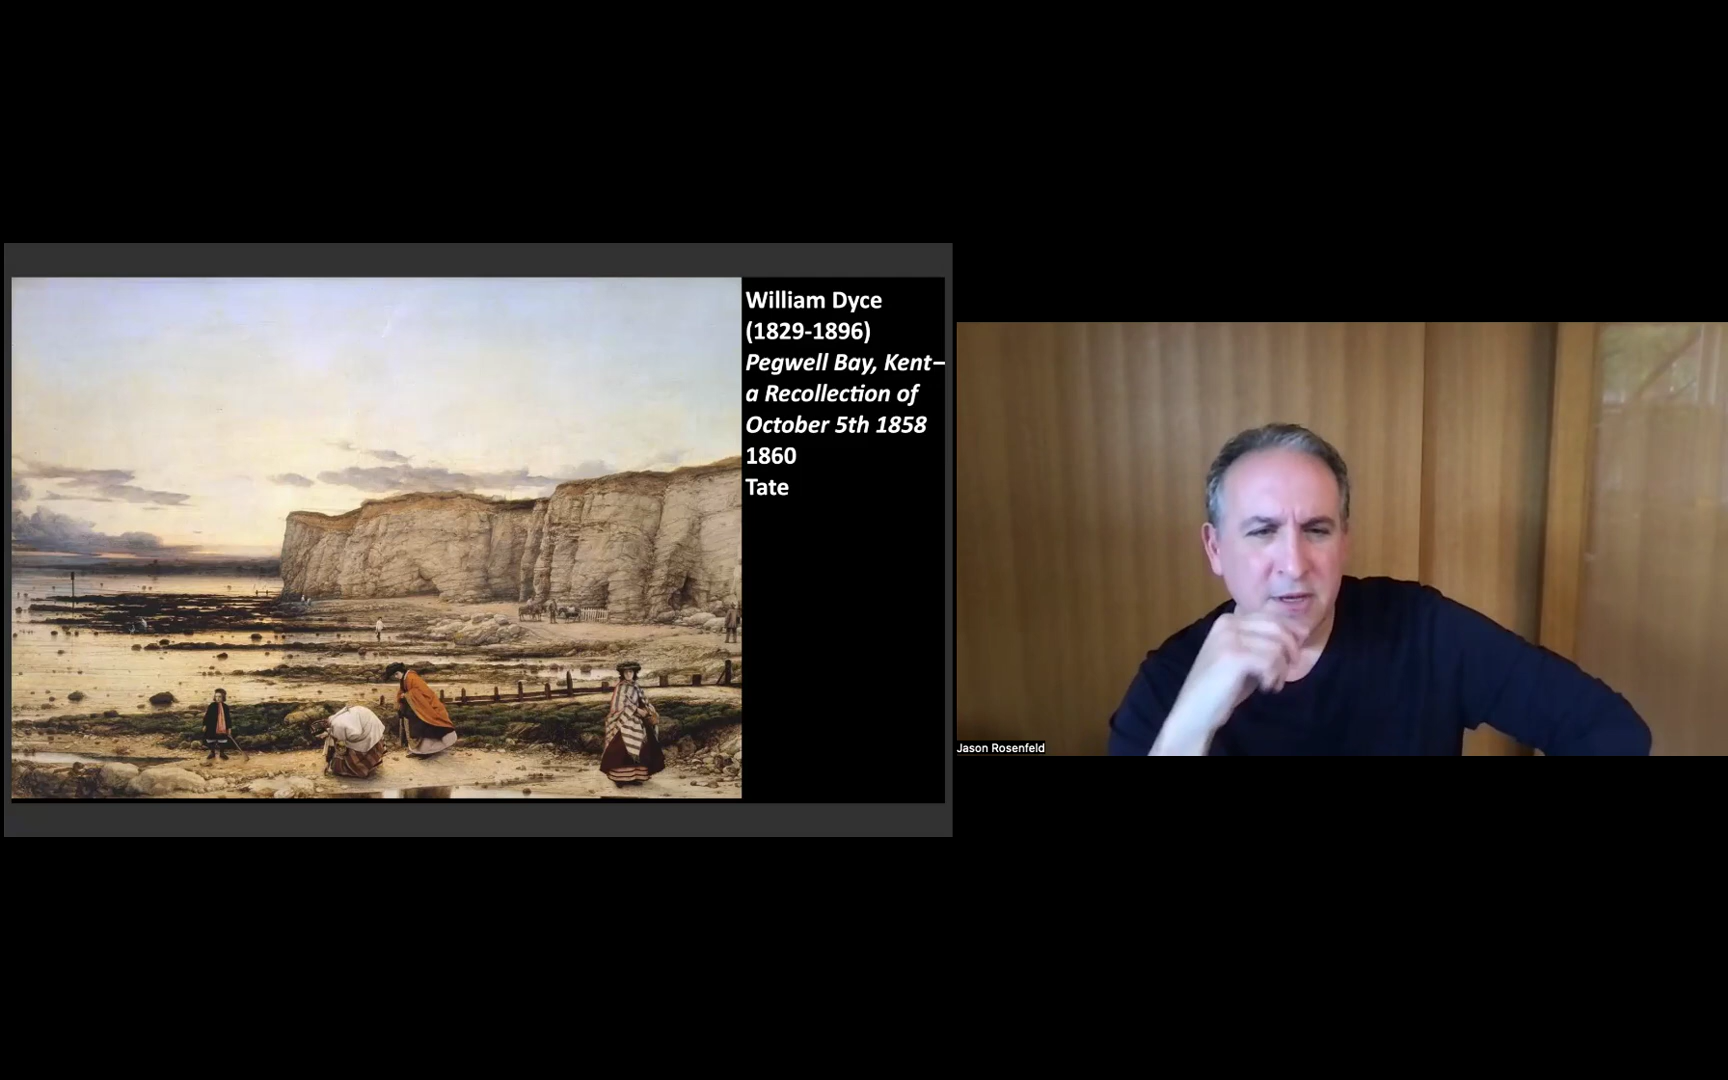 William Dyce
(1829-1896)
Pegwell Bay, Kent–
a Recollection of
October 5th 1858
1860
Tate
Jason Rosenfeld